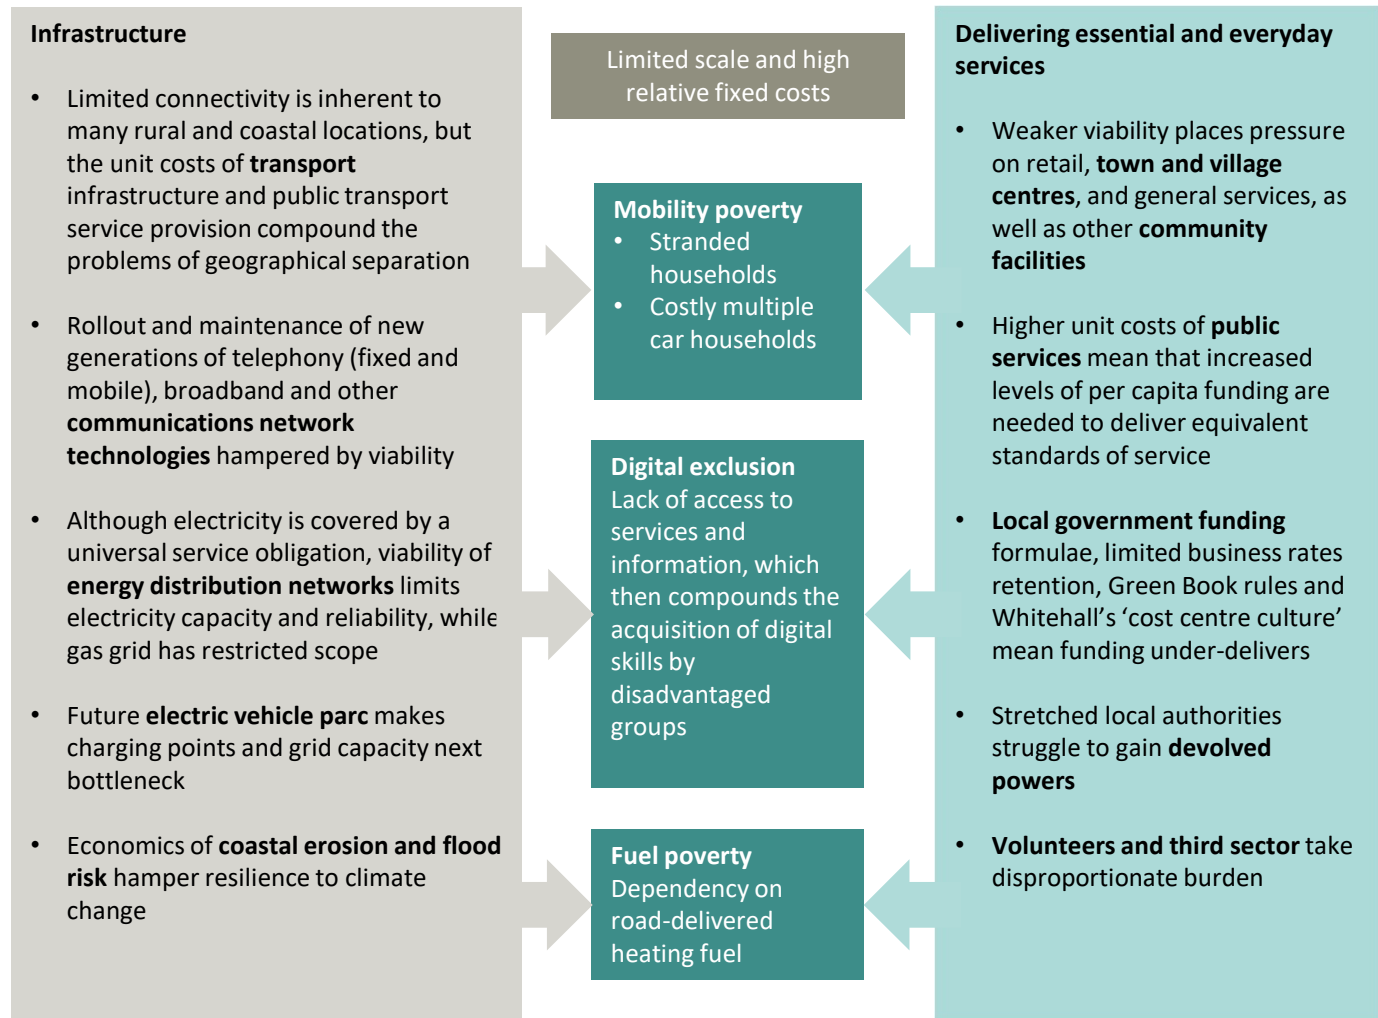 Infrastructure
• Limited connectivity is inherent to
many rural and coastal locations, but
the unit costs of transport
infrastructure and public transport
service provision compound the
problems of geographical separation
• Rollout and maintenance of new
generations of telephony (fixed and
mobile), broadband and other
communications network
technologies hampered by viability
• Although electricity is covered by a
universal service obligation, viability of
energy distribution networks limits
electricity capacity and reliability, while
gas grid has restricted scope
• Future electric vehicle parc makes
charging points and grid capacity next
bottleneck
• Economics of coastal erosion and flood
risk hamper resilience to climate
change
Limited scale and high
relative fixed costs
Mobility poverty
• Stranded
households
• Costly multiple
car households
Digital exclusion
Lack of access to
services and
information, which
then compounds the
acquisition of digital
skills by
disadvantaged
groups
Fuel poverty
Dependency on
road-delivered
heating fuel
Delivering essential and everyday
services
• Weaker viability places pressure
on retail, town and village
centres, and general services, as
well as other community
facilities
• Higher unit costs of public
services mean that increased
levels of per capita funding are
needed to deliver equivalent
standards of service
• Local government funding
formulae, limited business rates
retention, Green Book rules and
Whitehall’s ‘cost centre culture’
mean funding under-delivers
• Stretched local authorities
struggle to gain devolved
powers
• Volunteers and third sector take
disproportionate burden